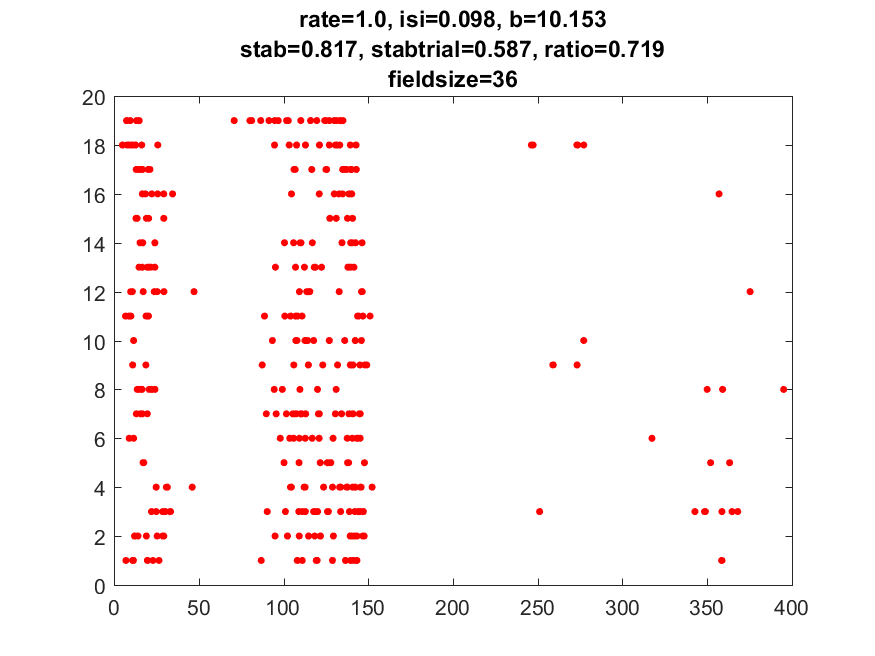 rate=1.0, isi=0.098, b=10.153
stab=0.817, stabtrial=0.587, ratio=0.719
fieldsize=36
20
18
16
14
12
10
8
6
4
2
0
0 50 100 150 200 250 300 350 400